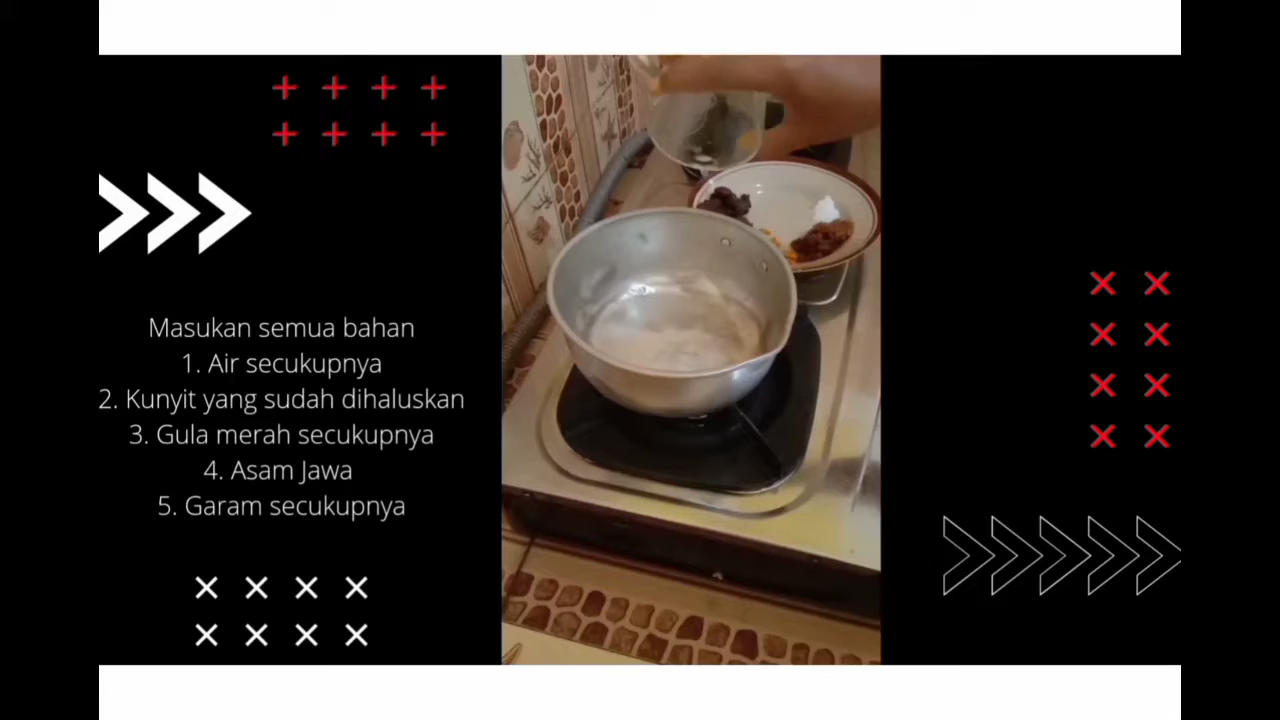 Masukan semua bahan
1. Air secukupnya
2. Kunyit yang sudah dihaluskan
3. Gula merah secukupnya
4. Asam Jawa
5. Garam secukupnya